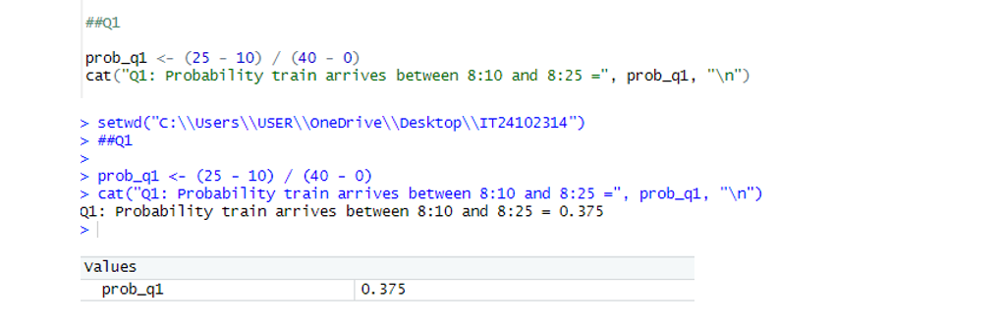 ##Q1
prob_q1 <- (25 - 10) / (40 - 0)
cat("Q1: Probability train arrives between 8:10 and 8:25 =", prob_q1, "\n")
> setwd("C:\\Users\\USER\\OneDrive\\Desktop\\IT24102314")
> ##Q1
>
> prob_q1 <- (25 - 10) / (40 - 0)
> cat("Q1: Probability train arrives between 8:10 and 8:25 =", prob_q1, "\n")
Q1: Probability train arrives between 8:10 and 8:25 = 0.375
>
Values
prob_q1 0.375